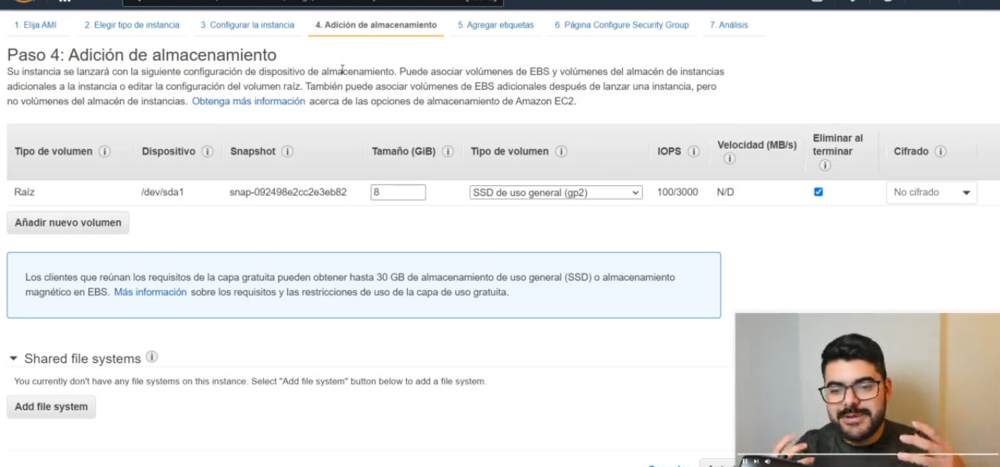 1. Elija AMI 2. Elegir tipo de instancia 3. Configurar la instancia 4. Adición de almacenamiento 5. Agregar etiquetas 6. Página Configure Security Group 7. Análisis
Paso 4: Adición de almacenamiento
Su instancia se lanzará con la siguiente configuración de dispositivo de almacenamiento. Puede asociar volúmenes de EBS y volúmenes del almacén de instancias
adicionales a la instancia o editar la configuración del volumen raíz. También puede asociar volúmenes de EBS adicionales después de lanzar una instancia, pero
no volúmenes del almacén de instancias. Obtenga más información acerca de las opciones de almacenamiento de Amazon EC2.
Tipo de volumen Dispositivo Snapshot Tamaño (GiB) Tipo de volumen IOPS Velocidad (MB/s) Eliminar al terminar Cifrado
Raíz /dev/sda1 snap-092498e2cc2e3eb82 8 SSD de uso general (gp2) 100/3000 N/D No cifrado
Añadir nuevo volumen
Los clientes que reúnan los requisitos de la capa gratuita pueden obtener hasta 30 GB de almacenamiento de uso general (SSD) o almacenamiento
magnético en EBS. Más información sobre los requisitos y las restricciones de uso de la capa de uso gratuita.
Shared file systems
You currently don't have any file systems on this instance. Select "Add file system" button below to add a file system.
Add file system